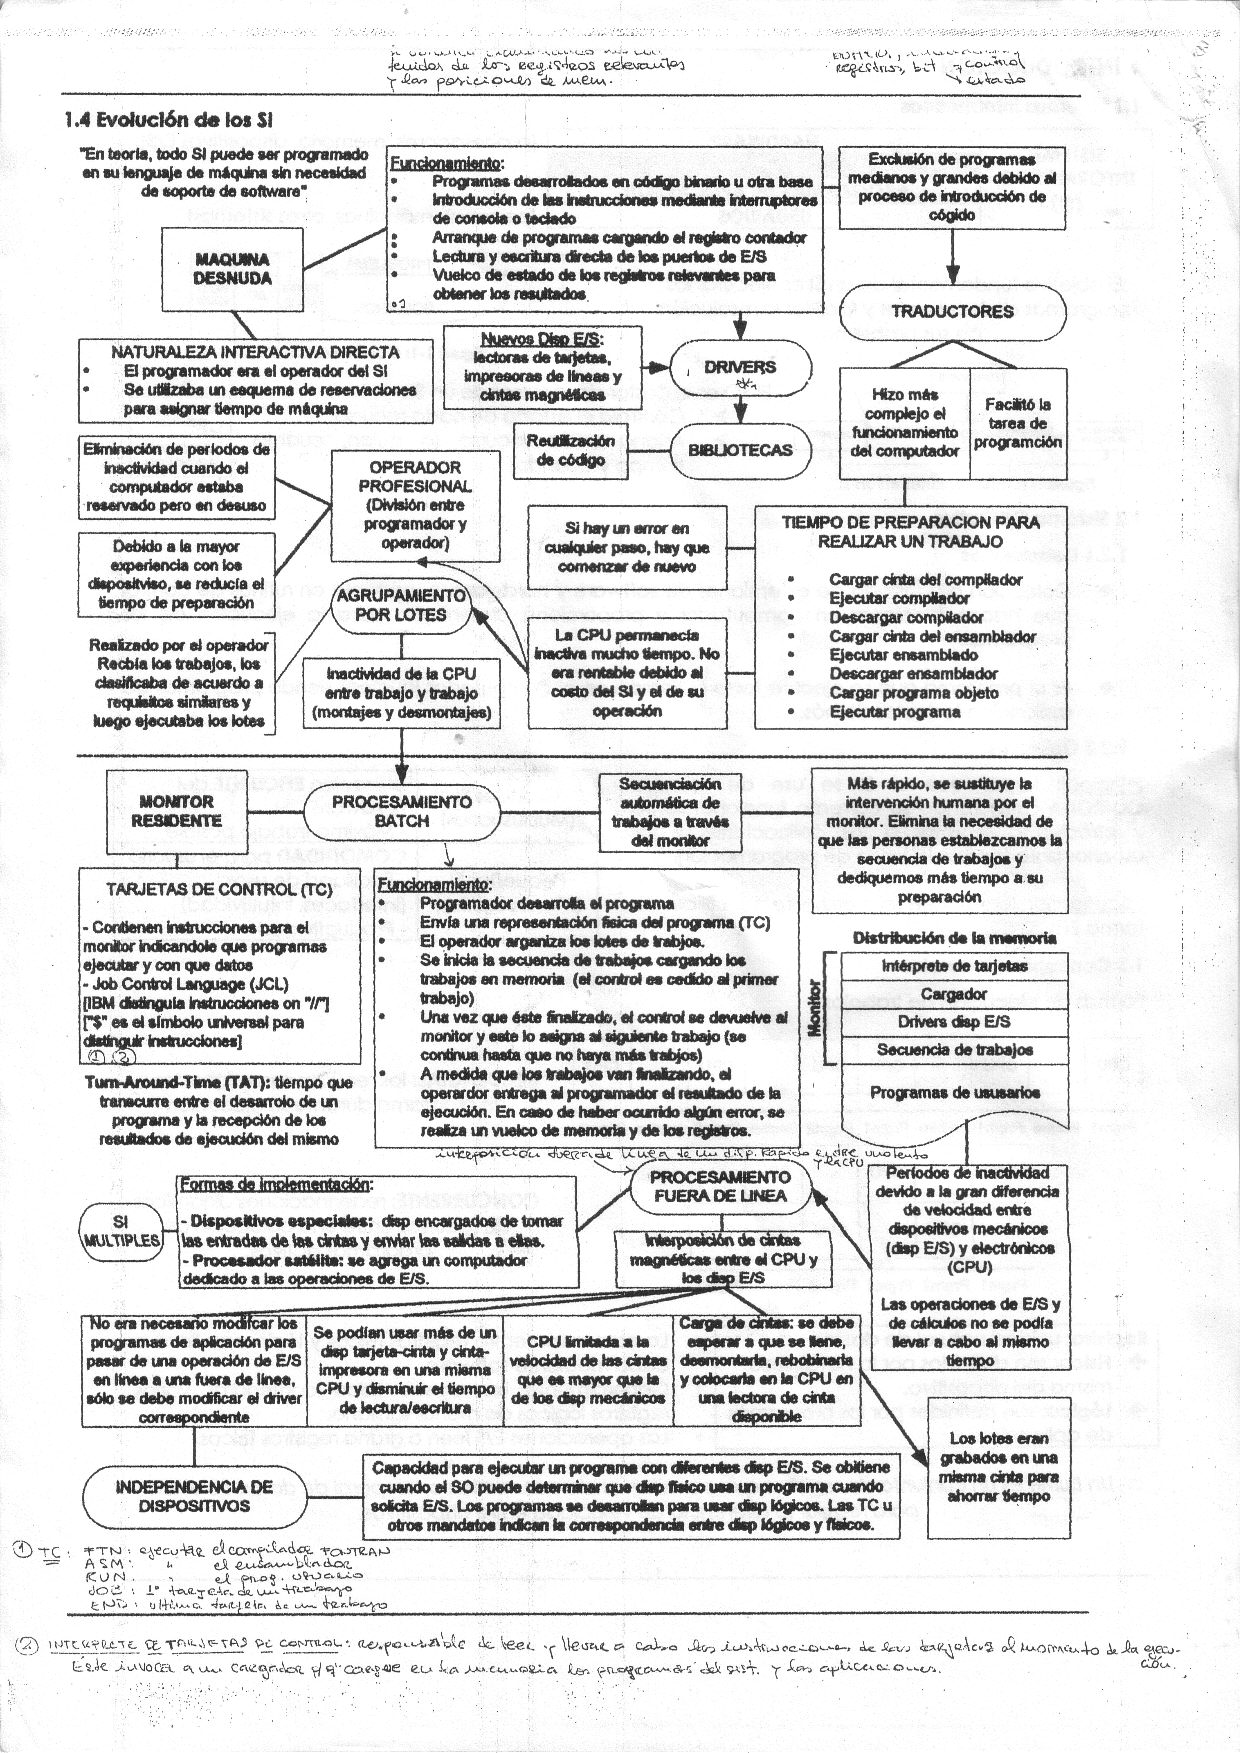 tenidos de los registros relevantes
y las posiciones de mem.
registros, bit y control
estado
1.4 Evolución de los SI
"En teoría, todo SI puede ser programado
en su lenguaje de máquina sin necesidad
de soporte de software"
Funcionamiento:
• Programas desarrollados en código binario u otra base
• Introducción de las instrucciones mediante interruptores
de consola o teclado
• Arranque de programas cargando el registro contador
• Lectura y escritura directa de los puertos de E/S
• Vuelco de estado de los registros relevantes para
obtener los resultados
Exclusión de programas
medianos y grandes debido al
proceso de introducción de
cógido
MAQUINA
DESNUDA
TRADUCTORES
NATURALEZA INTERACTIVA DIRECTA
• El programador era el operador del SI
• Se utilizaba un esquema de reservaciones
para asignar tiempo de máquina
Nuevos Disp E/S:
lectoras de tarjetas,
impresoras de líneas y
cintas magnéticas
DRIVERS
Hizo más
complejo el
funcionamiento
del computador
Facilitó la
tarea de
programción
Reutilización
de código
BIBLIOTECAS
Eliminación de períodos de
inactividad cuando el
computador estaba
reservado pero en desuso
OPERADOR
PROFESIONAL
(División entre
programador y
operador)
Si hay un error en
cualquier paso, hay que
comenzar de nuevo
TIEMPO DE PREPARACION PARA
REALIZAR UN TRABAJO
• Cargar cinta del compilador
• Ejecutar compilador
• Descargar compilador
• Cargar cinta del ensamblador
• Ejecutar ensamblado
• Descargar ensamblador
• Cargar programa objeto
• Ejecutar programa
Debido a la mayor
experiencia con los
dispositviso, se reducía el
tiempo de preparación
AGRUPAMIENTO
POR LOTES
La CPU permanecía
inactiva mucho tiempo. No
era rentable debido al
costo del SI y el de su
operación
Realizado por el operador
Recbía los trabajos, los
clasificaba de acuerdo a
requisitos similares y
luego ejecutaba los lotes
Inactividad de la CPU
entre trabajo y trabajo
(montajes y desmontajes)
MONITOR
RESIDENTE
PROCESAMIENTO
BATCH
Secuenciación
automática de
trabajos a través
del monitor
Más rápido, se sustituye la
intervención humana por el
monitor. Elimina la necesidad de
que las personas establezcamos la
secuencia de trabajos y
dediquemos más tiempo a su
preparación
TARJETAS DE CONTROL (TC)
- Contienen instrucciones para el
monitor indicandole que programas
ejecutar y con que datos
- Job Control Language (JCL)
[IBM distinguía instrucciones on "//"]
["$" es el símbolo universal para
distinguir instrucciones]
① ②
Funcionamiento:
• Programador desarrolla el programa
• Envía una representación física del programa (TC)
• El operador arganiza los lotes de trabjos.
• Se inicia la secuencia de trabajos cargando los
trabajos en memoria (el control es cedido al primer
trabajo)
• Una vez que éste finalizado, el control se devuelve al
monitor y este lo asigna al siguiente trabajo (se
continua hasta que no haya más trabjos)
• A medida que los trabajos van finalizando, el
operardor entrega al programador el resultado de la
ejecución. En caso de haber ocurrido algún error, se
realiza un vuelco de memoria y de los registros.
Distribución de la memoria
Monitor
Intérprete de tarjetas
Cargador
Drivers disp E/S
Secuencia de trabajos
Programas de ususarios
Turn-Around-Time (TAT): tiempo que
transcurre entre el desarrolo de un
programa y la recepción de los
resultados de ejecución del mismo
interposición fuera de línea de un disp. rápido entre uno lento
y la CPU
Formas de implementación:
- Dispositivos especiales: disp encargados de tomar
las entradas de las cintas y enviar las salidas a ellas.
- Procesador satélite: se agrega un computador
dedicado a las operaciones de E/S.
SI
MULTIPLES
PROCESAMIENTO
FUERA DE LINEA
Interposición de cintas
magnéticas entre el CPU y
los disp E/S
Períodos de inactividad
devido a la gran diferencia
de velocidad entre
dispositivos mecánicos
(disp E/S) y electrónicos
(CPU)
Las operaciones de E/S y
de cálculos no se podía
llevar a cabo al mismo
tiempo
No era necesario modifcar los
programas de aplicación para
pasar de una operación de E/S
en línea a una fuera de línea,
sólo se debe modificar el driver
correspondiente
Se podían usar más de un
disp tarjeta-cinta y cinta-
impresora en una misma
CPU y disminuir el tiempo
de lectura/escritura
CPU limitada a la
velocidad de las cintas
que es mayor que la
de los disp mecánicos
Carga de cintas: se debe
esperar a que se llene,
desmontarla, rebobinarla
y colocarla en la CPU en
una lectora de cinta
disponible
Los lotes eran
grabados en una
misma cinta para
ahorrar tiempo
INDEPENDENCIA DE
DISPOSITIVOS
Capacidad para ejecutar un programa con diferentes disp E/S. Se obitiene
cuando el SO puede determinar que disp físico usa un programa cuando
solicita E/S. Los programas se desarrollan para usar disp lógicos. Las TC u
otros mandatos indican la correspondencia entre disp lógicos y físicos.
① TC: FTN: ejecutar el compilador FORTRAN
ASM: " el ensamblador
RUN: " el prog. usuario
JOB: 1º tarjeta de un trabajo
END: última tarjeta de un trabajo
② INTERPRETE DE TARJETAS DE CONTROL: responsable de leer y llevar a cabo las instrucciones de las tarjetas al momento de la ejecu-
ción.
Éste invoca a un cargador p/ q' cargue en la memoria los programas del sist. y las aplicaciones.